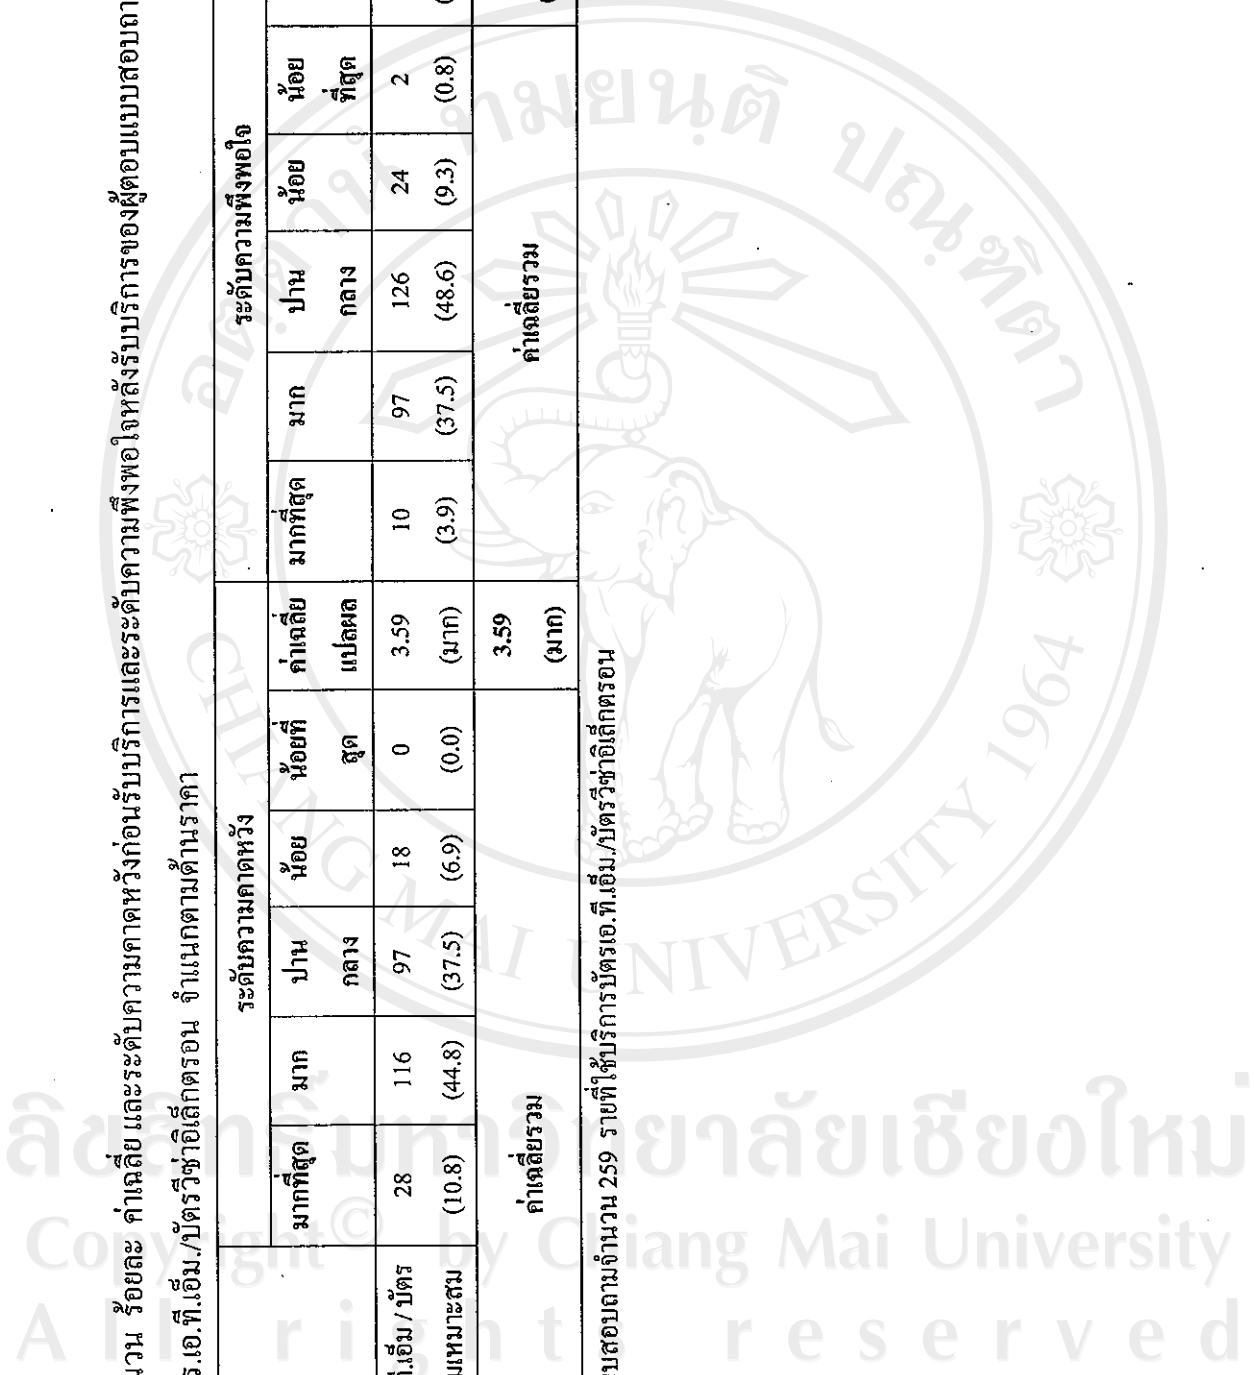 นวน ร้อยละ ค่าเฉลี่ย และระดับความคาดหวังก่อนรับบริการและระดับความพึงพอใจหลังรับบริการของผู้ตอบแบบสอบถา
ร.เอ.ที.เอ็ม./บัตรวีซ่าอิเล็กตรอน จำแนกตามด้านราคา
ระดับความคาดหวัง ระดับความพึงพอใจ
มากที่สุด มาก ปาน น้อย น้อยที่ ค่าเฉลี่ย มากที่สุด มาก ปาน น้อย น้อย
กลาง สุด แปลผล กลาง ที่สุด
ที.เอ็ม / บัตร 28 116 97 18 0 3.59 10 97 126 24 2
มเหมาะสม (10.8) (44.8) (37.5) (6.9) (0.0) (มาก) (3.9) (37.5) (48.6) (9.3) (0.8)
ค่าเฉลี่ยรวม 3.59 ค่าเฉลี่ยรวม
(มาก)
บสอบถามจำนวน 259 รายที่ใช้บริการบัตรเอ.ที.เอ็ม./บัตรวีซ่าอิเล็กตรอน
CHIANG MAI UNIVERSITY 1964
ลิขสิทธิ์มหาวิทยาลัยเชียงใหม่
Copyright © by Chiang Mai University
All rights reserved